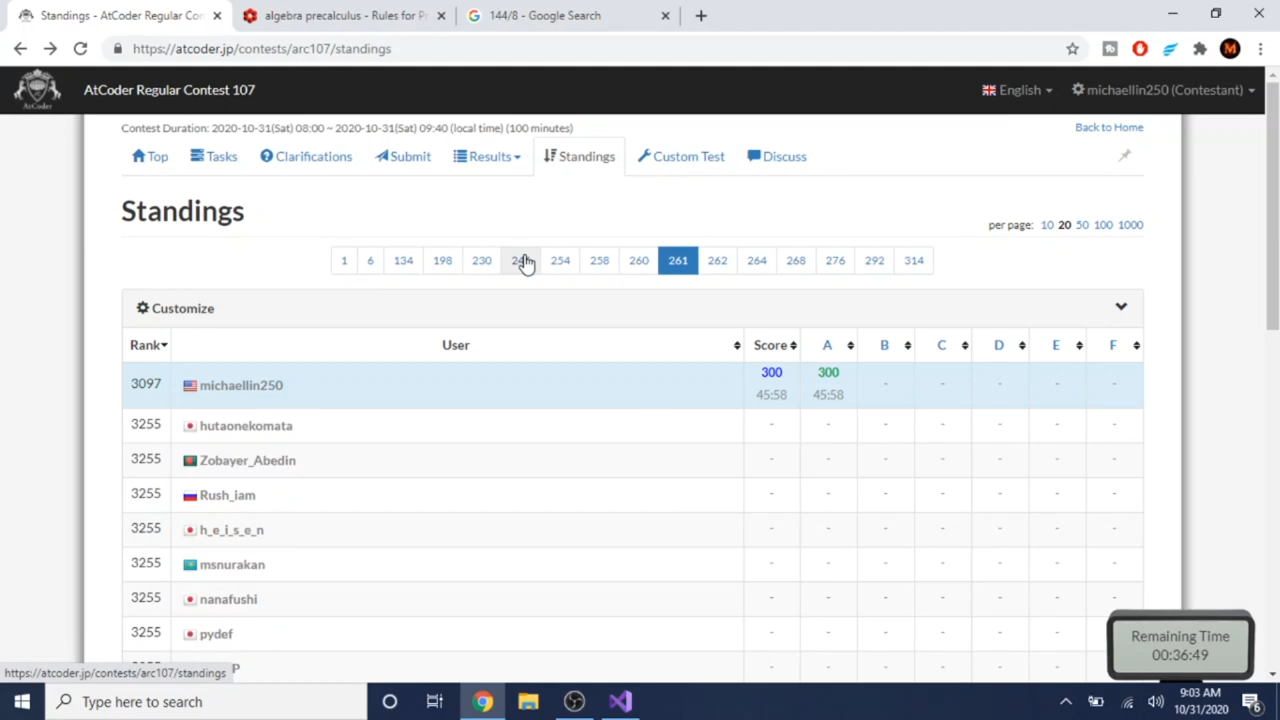 Standings - AtCoder Regular Con
algebra precalculus - Rules for Pr
144/8 - Google Search
https://atcoder.jp/contests/arc107/standings
M
AtCoder
AtCoder Regular Contest 107
English
michaellin250 (Contestant)
Contest Duration: 2020-10-31(Sat) 08:00 ~ 2020-10-31(Sat) 09:40 (local time) (100 minutes)
Back to Home
Top
Tasks
Clarifications
Submit
Results
Standings
Custom Test
Discuss
Standings
per page: 10 20 50 100 1000
1 6 134 198 230 254 258 260 261 262 264 268 276 292 314
Customize
Rank User Score A B C D E F
3097 michaellin250 300 300 - - - - -
45:58 45:58
3255 hutaonekomata - - - - - - -
3255 Zobayer_Abedin - - - - - - -
3255 Rush_iam - - - - - - -
3255 h_e_i_s_e_n - - - - - - -
3255 msnurakan - - - - - - -
3255 nanafushi - - - - - - -
3255 pydef - - - - - - -
Remaining Time
00:36:49
https://atcoder.jp/contests/arc107/standings
Type here to search
9:03 AM
10/31/2020
6